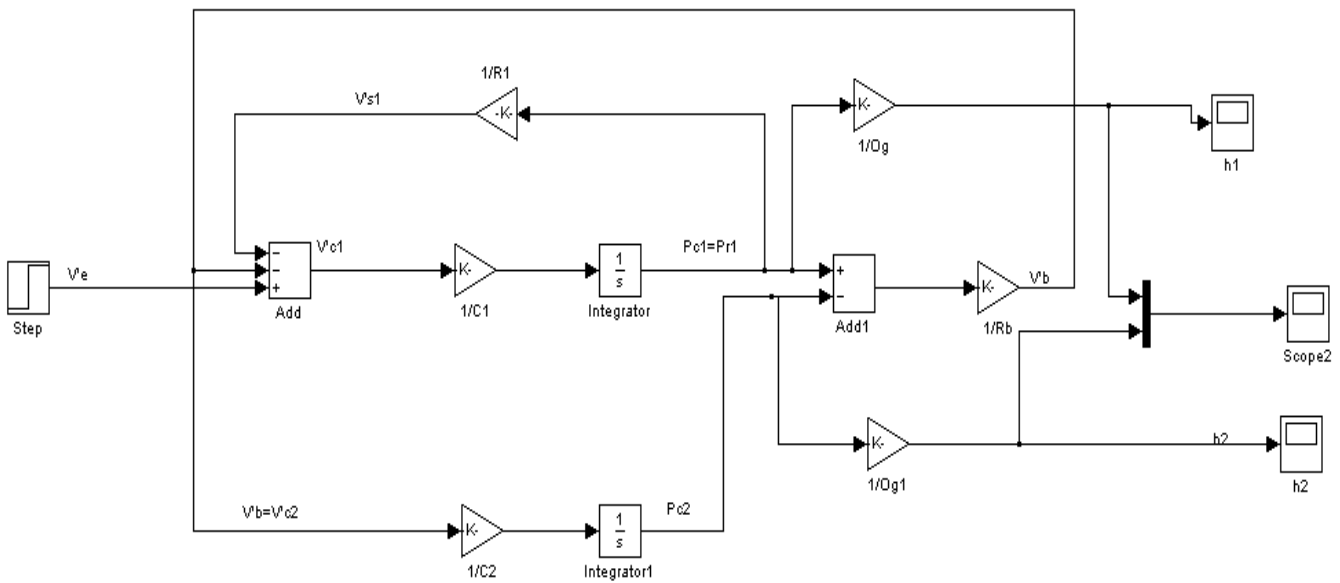 1/R1
V's1
-K-
K-
1/Og
h1
V'e
Step
−
−
+
Add
V'c1
K-
1/C1
1
s
Integrator
Pc1=Pr1
+
−
Add1
K-
1/Rb
V'b
Scope2
K-
1/Og1
h2
h2
V'b=V'c2
K-
1/C2
1
s
Integrator1
Pc2